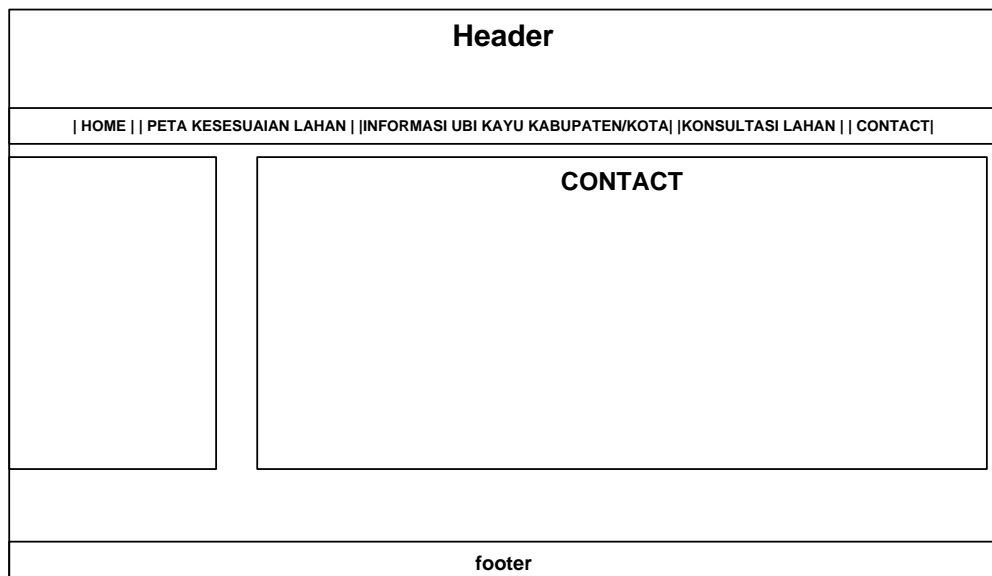 Header
| HOME | | PETA KESESUAIAN LAHAN | |INFORMASI UBI KAYU KABUPATEN/KOTA| |KONSULTASI LAHAN | | CONTACT|
CONTACT
footer